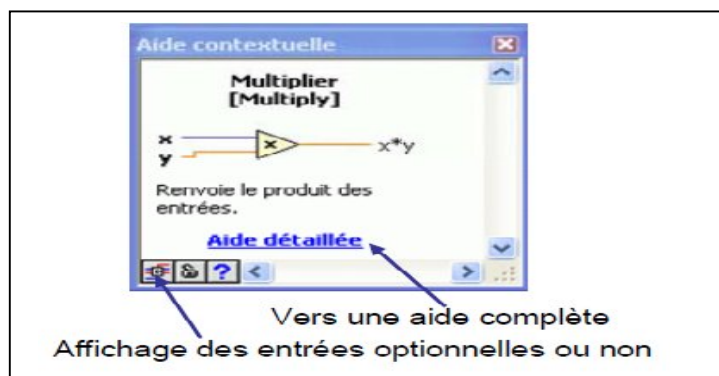 Aide contextuelle
Multiplier
[Multiply]
x
y
x
x*y
Renvoie le produit des
entrées.
Aide détaillée
?
Vers une aide complète
Affichage des entrées optionnelles ou non